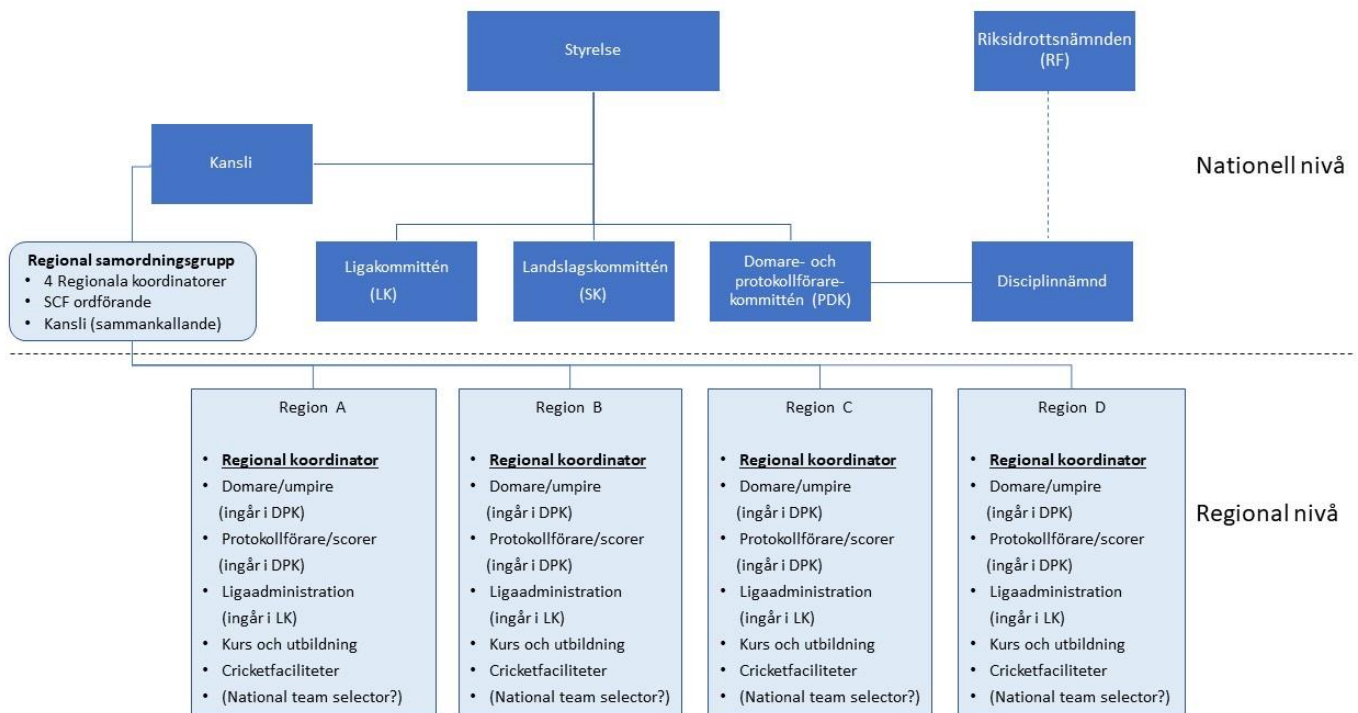 Styrelse
Riksidrottsnämnden
(RF)
Kansli
Nationell nivå
Regional samordningsgrupp
• 4 Regionala koordinatorer
• SCF ordförande
• Kansli (sammankallande)
Ligakommittén
(LK)
Landslagskommittén
(SK)
Domare- och
protokollförare-
kommittén (PDK)
Disciplinnämnd
Region A
• Regional koordinator
• Domare/umpire
(ingår i DPK)
• Protokollförare/scorer
(ingår i DPK)
• Ligaadministration
(ingår i LK)
• Kurs och utbildning
• Cricketfaciliteter
• (National team selector?)
Region B
• Regional koordinator
• Domare/umpire
(ingår i DPK)
• Protokollförare/scorer
(ingår i DPK)
• Ligaadministration
(ingår i LK)
• Kurs och utbildning
• Cricketfaciliteter
• (National team selector?)
Region C
• Regional koordinator
• Domare/umpire
(ingår i DPK)
• Protokollförare/scorer
(ingår i DPK)
• Ligaadministration
(ingår i LK)
• Kurs och utbildning
• Cricketfaciliteter
• (National team selector?)
Region D
• Regional koordinator
• Domare/umpire
(ingår i DPK)
• Protokollförare/scorer
(ingår i DPK)
• Ligaadministration
(ingår i LK)
• Kurs och utbildning
• Cricketfaciliteter
• (National team selector?)
Regional nivå